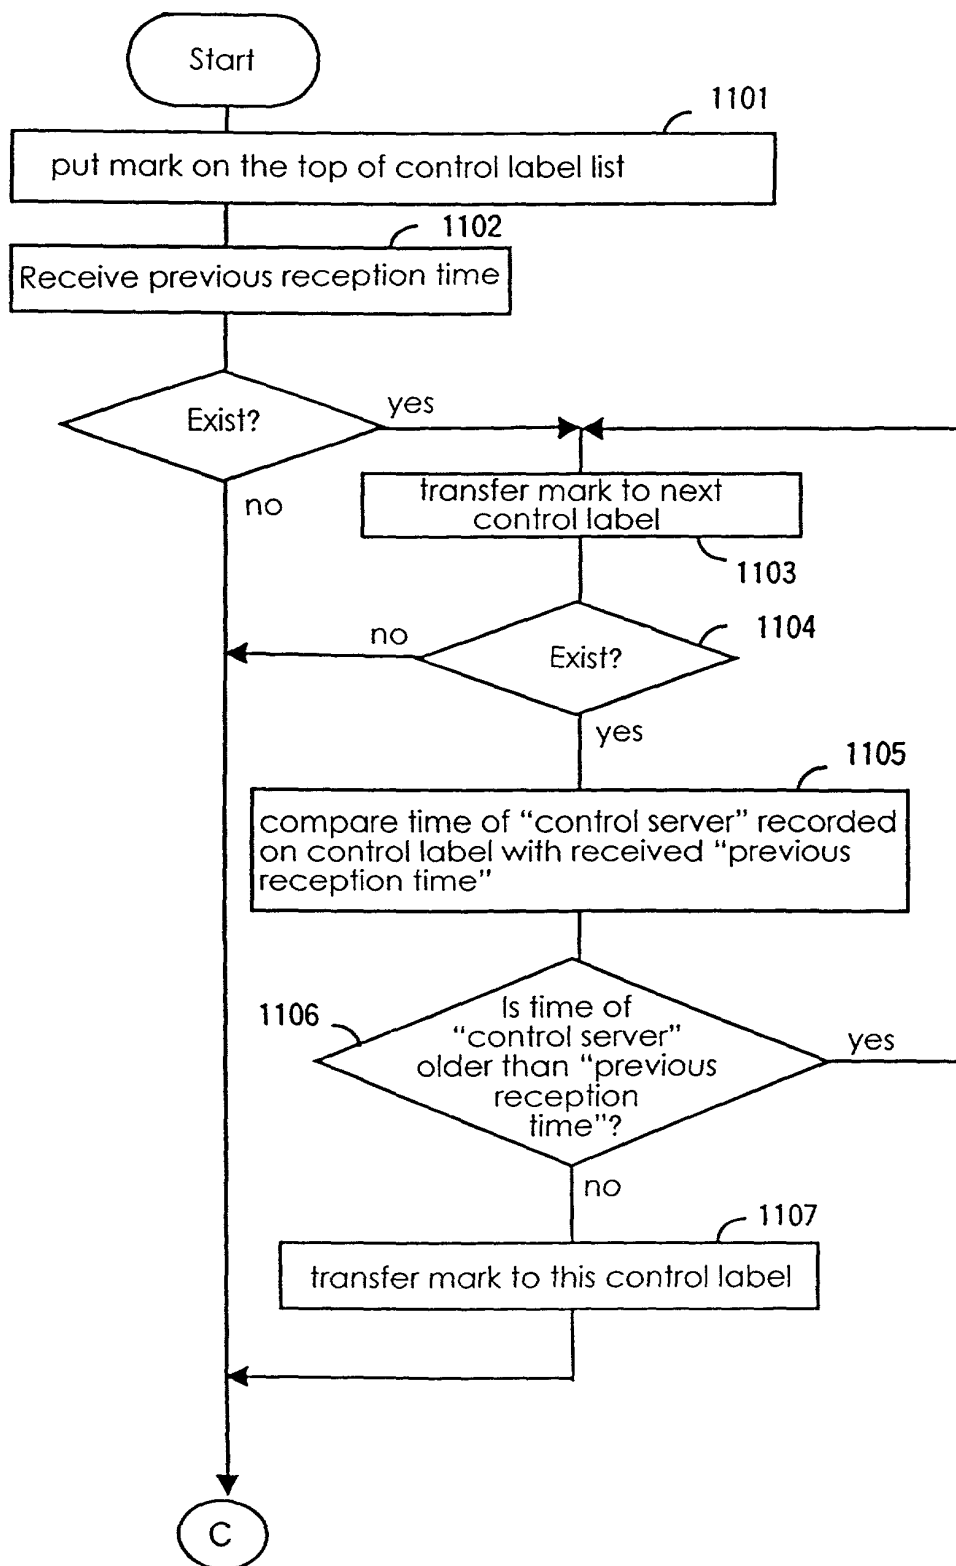 Start
1101
put mark on the top of control label list
1102
Receive previous reception time
Exist?
yes
no
transfer mark to next
control label
1103
1104
no
Exist?
yes
1105
compare time of “control server” recorded
on control label with received “previous
reception time”
1106
Is time of
“control server”
older than “previous
reception
time”?
yes
no
1107
transfer mark to this control label
C